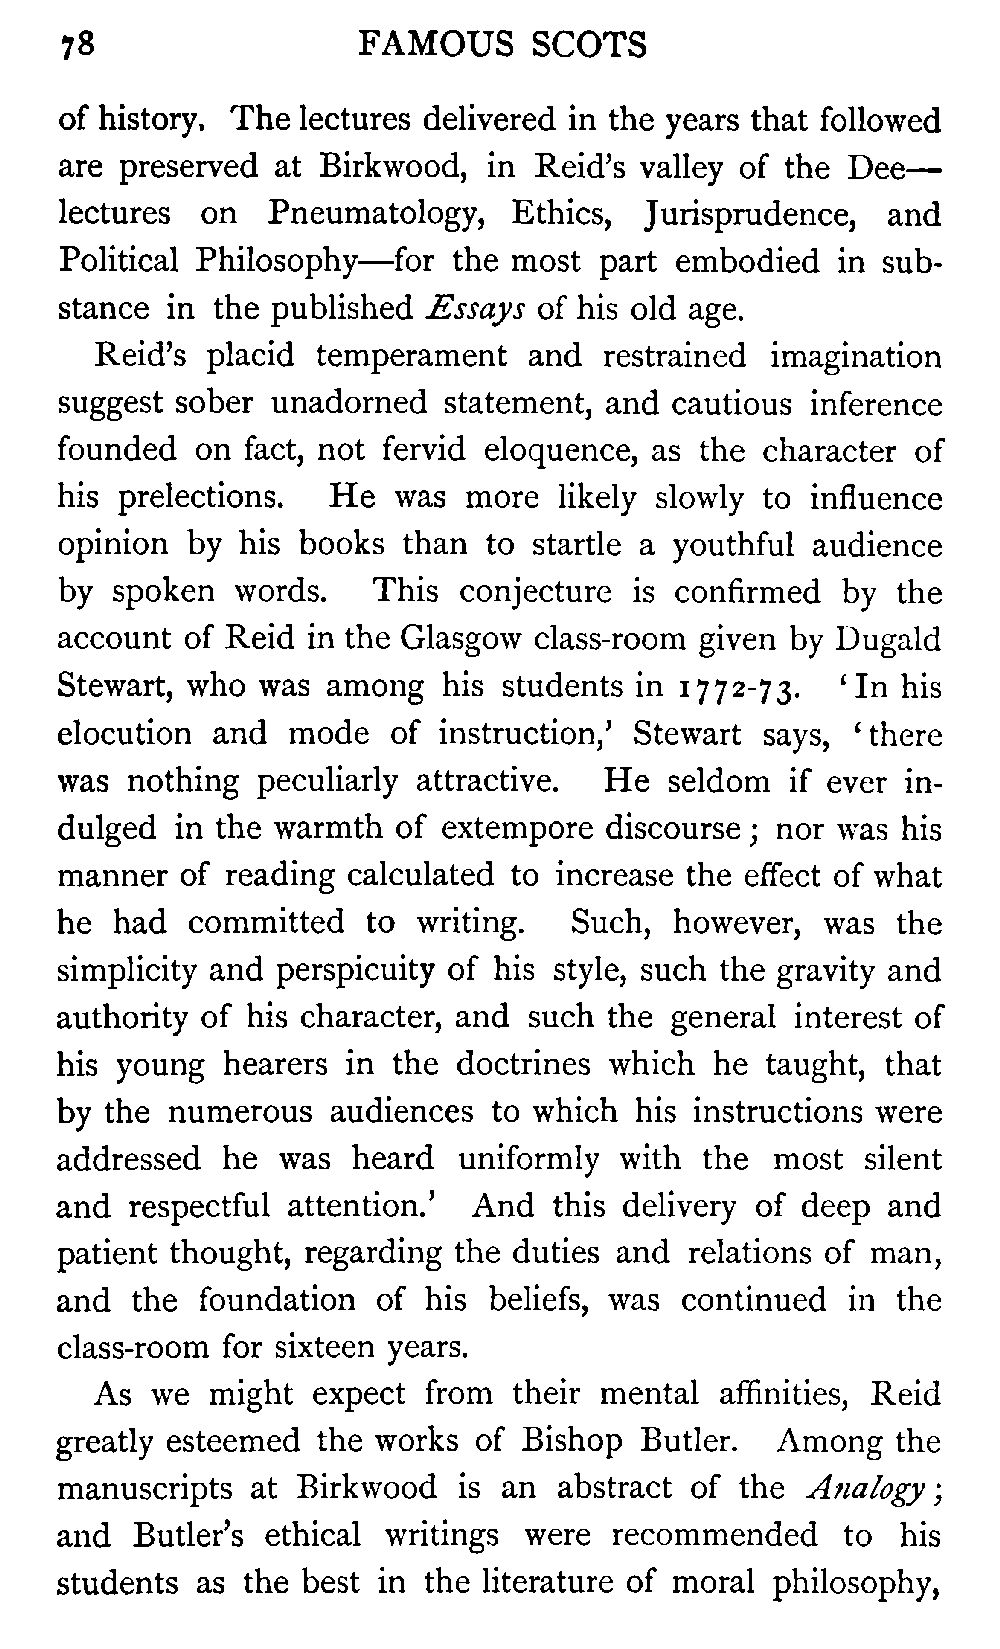 78 FAMOUS SCOTS
of history. The lectures delivered in the years that followed
are preserved at Birkwood, in Reid's valley of the Dee—
lectures on Pneumatology, Ethics, Jurisprudence, and
Political Philosophy—for the most part embodied in sub-
stance in the published Essays of his old age.
Reid's placid temperament and restrained imagination
suggest sober unadorned statement, and cautious inference
founded on fact, not fervid eloquence, as the character of
his prelections. He was more likely slowly to influence
opinion by his books than to startle a youthful audience
by spoken words. This conjecture is confirmed by the
account of Reid in the Glasgow class-room given by Dugald
Stewart, who was among his students in 1772-73. ‘In his
elocution and mode of instruction,’ Stewart says, ‘there
was nothing peculiarly attractive. He seldom if ever in-
dulged in the warmth of extempore discourse; nor was his
manner of reading calculated to increase the effect of what
he had committed to writing. Such, however, was the
simplicity and perspicuity of his style, such the gravity and
authority of his character, and such the general interest of
his young hearers in the doctrines which he taught, that
by the numerous audiences to which his instructions were
addressed he was heard uniformly with the most silent
and respectful attention.’ And this delivery of deep and
patient thought, regarding the duties and relations of man,
and the foundation of his beliefs, was continued in the
class-room for sixteen years.
As we might expect from their mental affinities, Reid
greatly esteemed the works of Bishop Butler. Among the
manuscripts at Birkwood is an abstract of the Analogy;
and Butler's ethical writings were recommended to his
students as the best in the literature of moral philosophy,